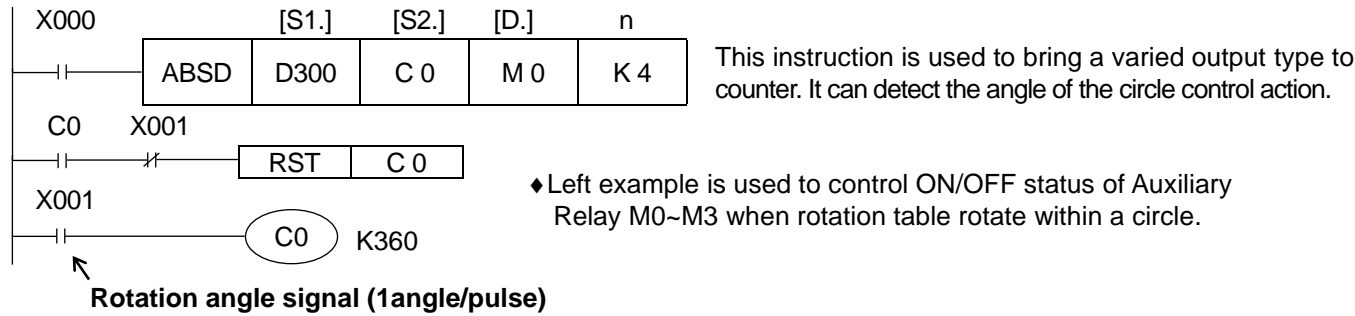 X000 [S1.] [S2.] [D.] n
ABSD D300 C 0 M 0 K 4
This instruction is used to bring a varied output type to
counter. It can detect the angle of the circle control action.
C0 X001
RST C 0
♦Left example is used to control ON/OFF status of Auxiliary
Relay M0~M3 when rotation table rotate within a circle.
X001
C0 K360
Rotation angle signal (1angle/pulse)